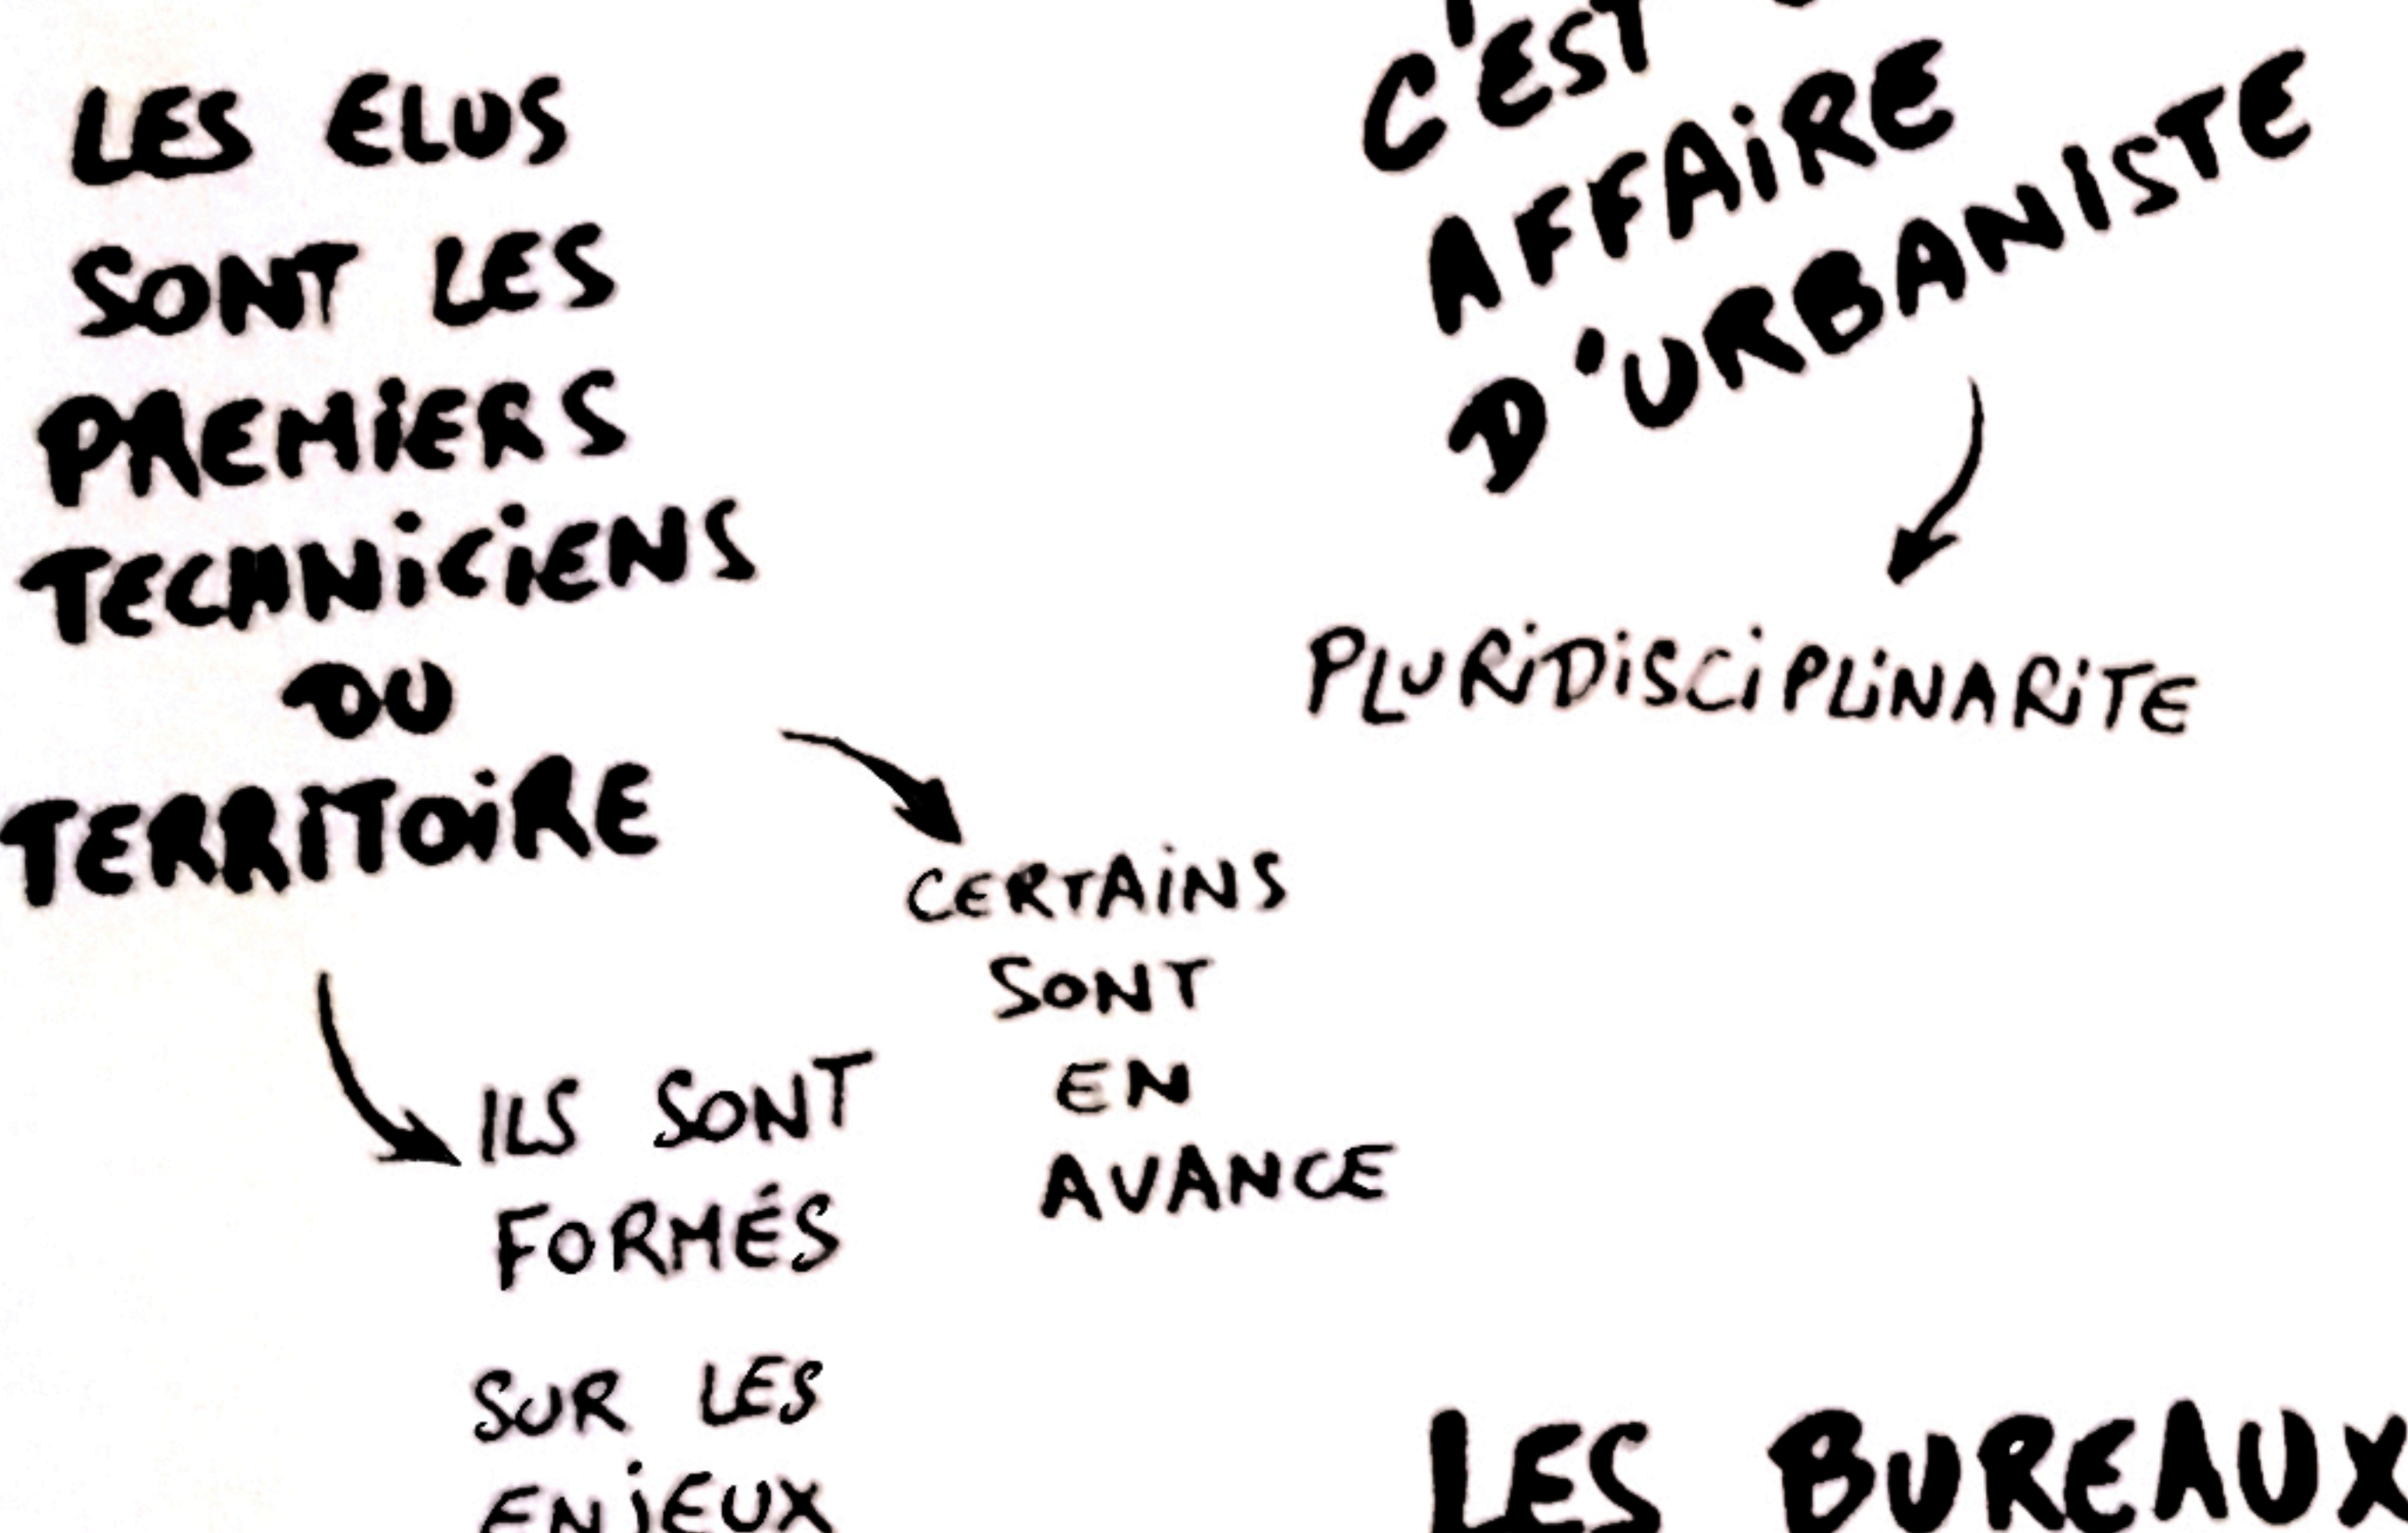 LES ELUS
SONT LES
PREMIERS
TECHNiCiENS
DU
TERRiTOiRE
CERTAiNS
SONT
EN
AVANCE
ILS SONT
FORMÉS
SUR LES
ENjEUX
C'EST
AFFAiRE
D'URBANISTE
PLURiDiSCiPLiNARiTE
LES BUREAUX